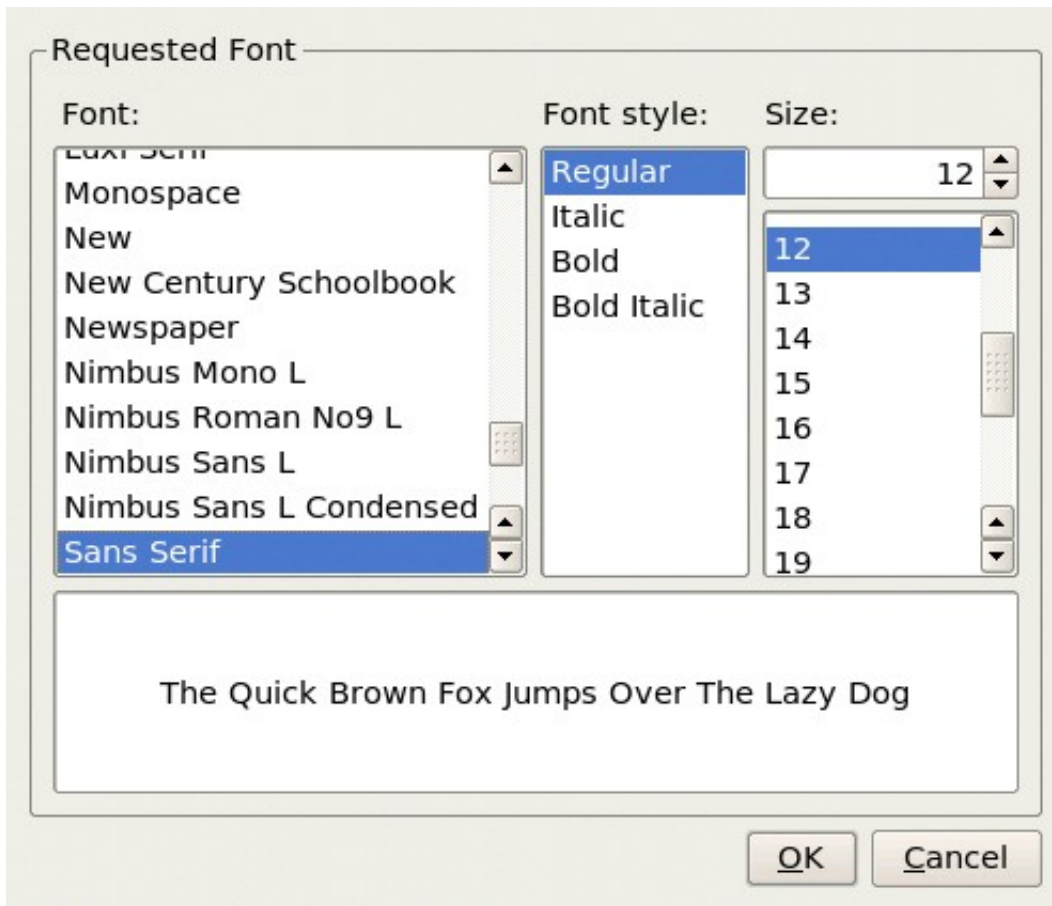 Requested Font
Font:
Luxi Serif
Monospace
New
New Century Schoolbook
Newspaper
Nimbus Mono L
Nimbus Roman No9 L
Nimbus Sans L
Nimbus Sans L Condensed
Sans Serif
Font style:
Regular
Italic
Bold
Bold Italic
Size:
12
12
13
14
15
16
17
18
19
The Quick Brown Fox Jumps Over The Lazy Dog
OK
Cancel